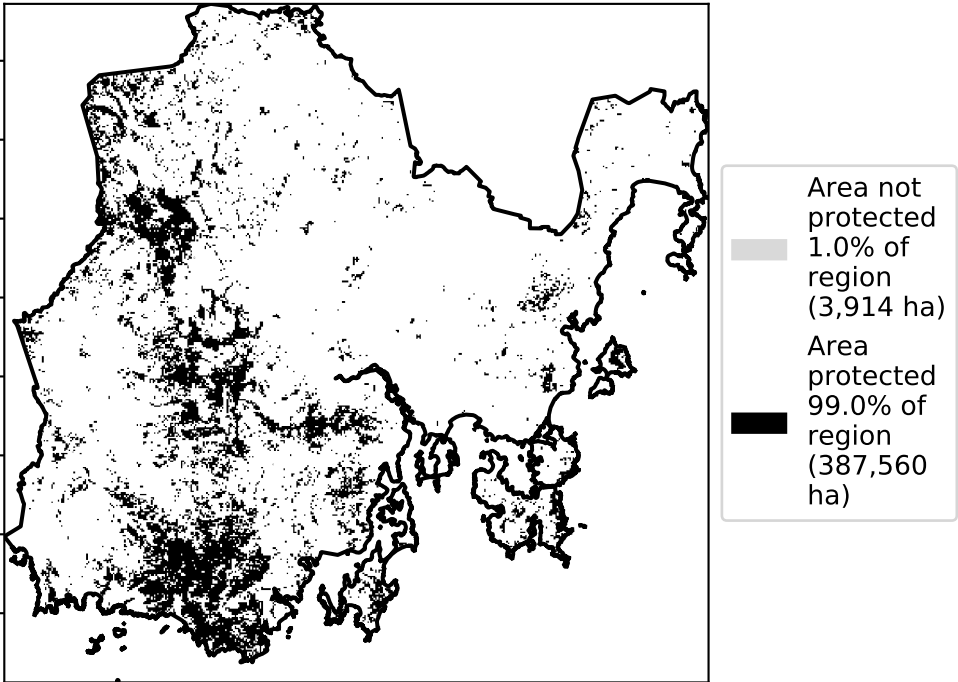 Area not
protected
1.0% of
region
(3,914 ha)
Area
protected
99.0% of
region
(387,560
ha)